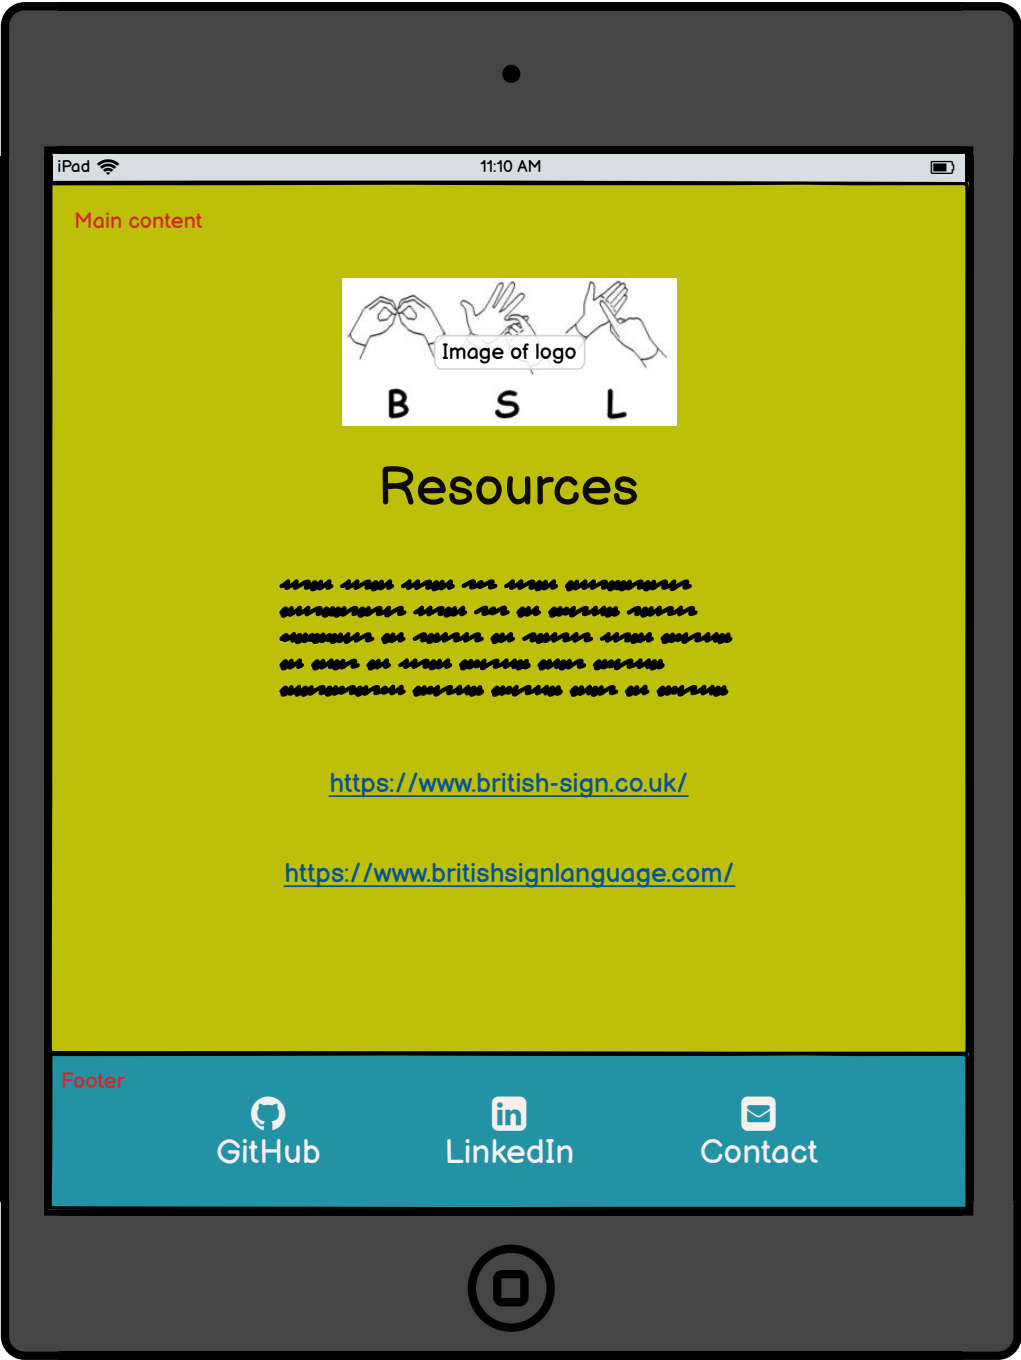 iPad
11:10 AM
Main content
Image of logo
B S L
Resources
https://www.british-sign.co.uk/
https://www.britishsignlanguage.com/
Footer
GitHub
LinkedIn
Contact